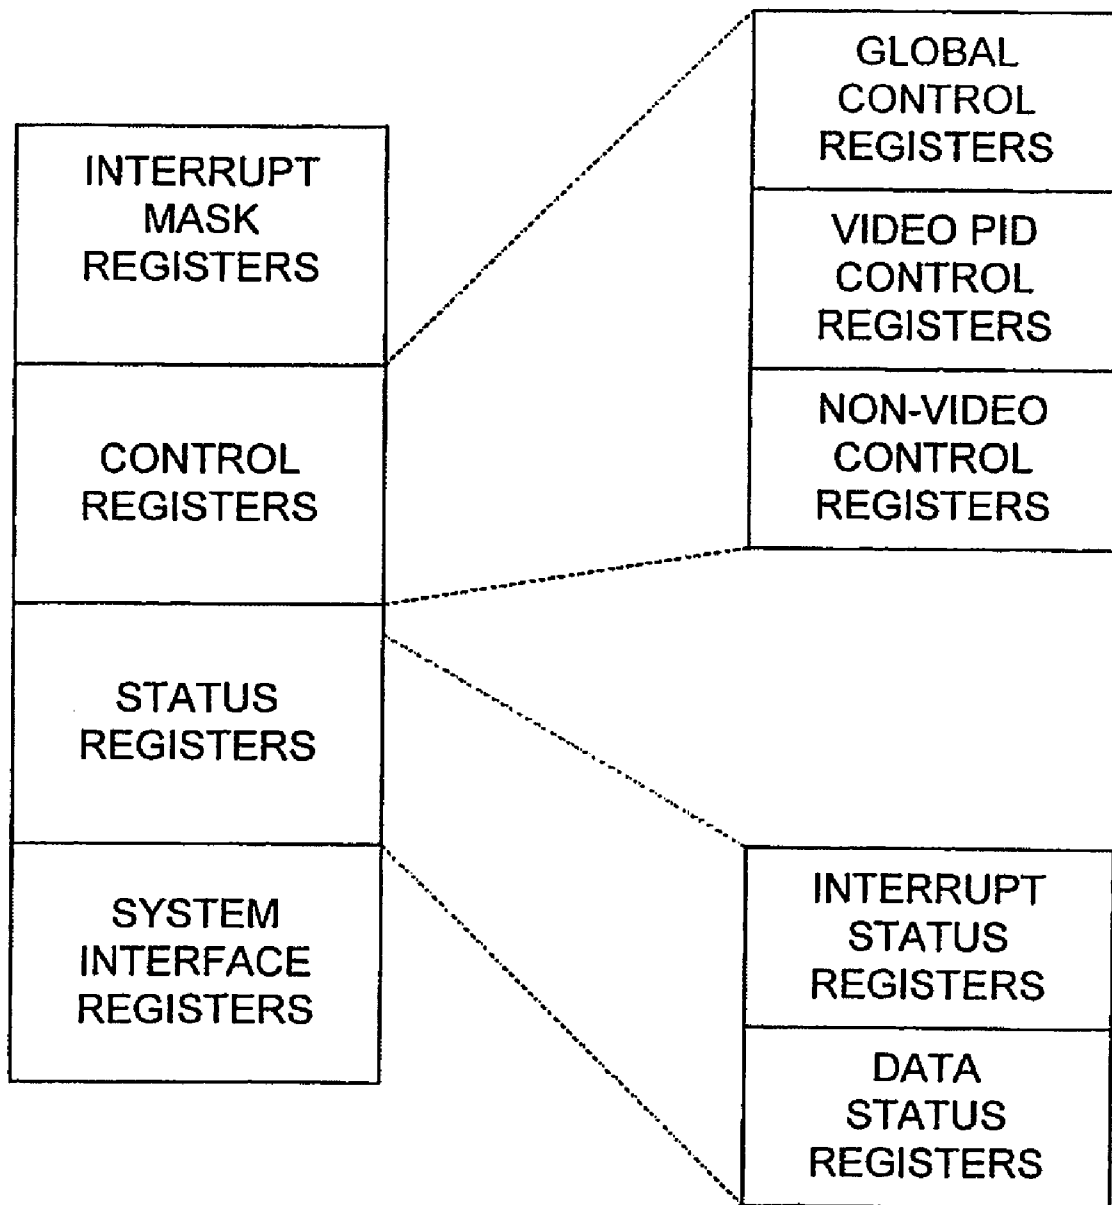 INTERRUPT
MASK
REGISTERS
CONTROL
REGISTERS
STATUS
REGISTERS
SYSTEM
INTERFACE
REGISTERS
GLOBAL
CONTROL
REGISTERS
VIDEO PID
CONTROL
REGISTERS
NON-VIDEO
CONTROL
REGISTERS
INTERRUPT
STATUS
REGISTERS
DATA
STATUS
REGISTERS